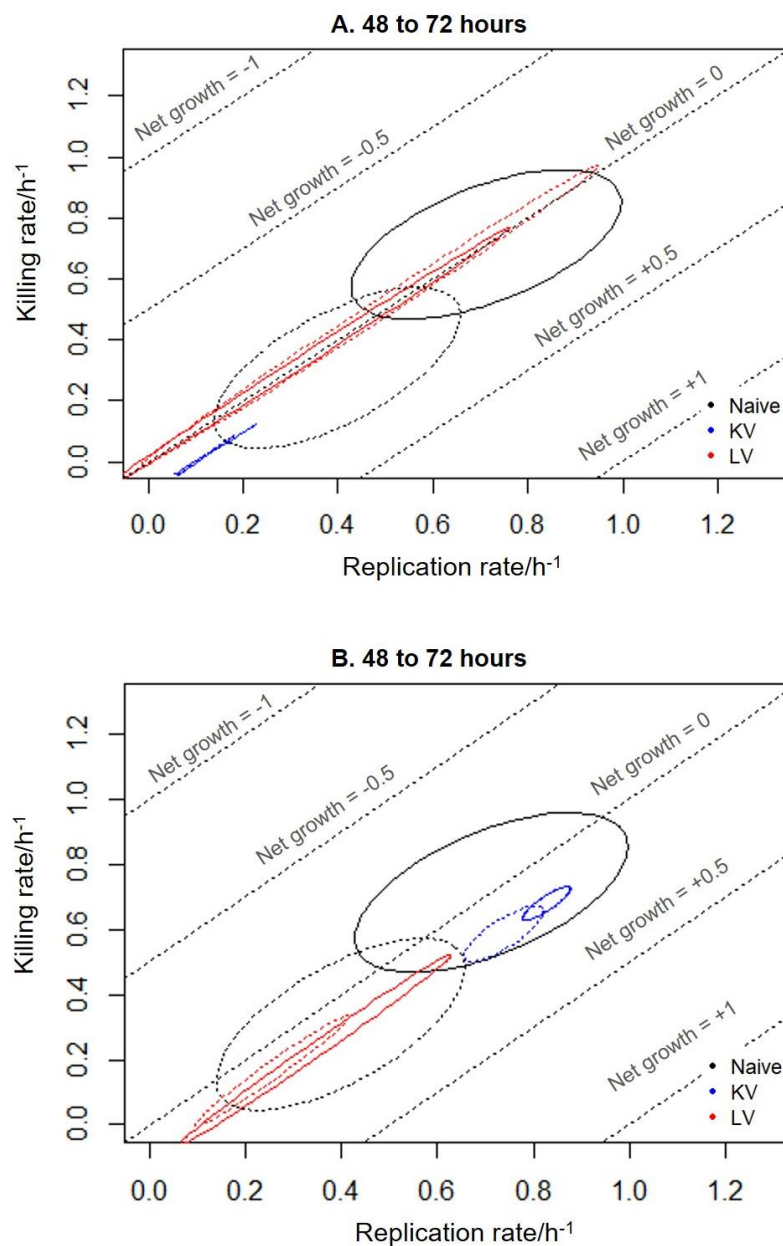 A. 48 to 72 hours
Net growth = -1
Net growth = -0.5
Net growth = 0
Net growth = +0.5
Net growth = +1
Killing rate/h-1
0.0 0.2 0.4 0.6 0.8 1.0 1.2
Naive
KV
LV
0.0 0.2 0.4 0.6 0.8 1.0 1.2
Replication rate/h-1
B. 48 to 72 hours
Net growth = -1
Net growth = -0.5
Net growth = 0
Net growth = +0.5
Net growth = +1
Killing rate/h-1
0.0 0.2 0.4 0.6 0.8 1.0 1.2
Naive
KV
LV
0.0 0.2 0.4 0.6 0.8 1.0 1.2
Replication rate/h-1